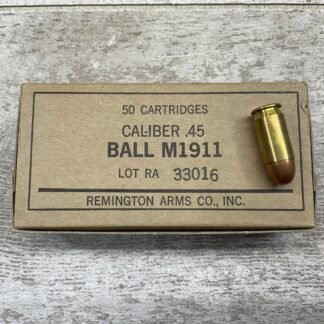 50 CARTRIDGES
CALIBER .45
BALL M1911
LOT RA 33016
REMINGTON ARMS CO., INC.